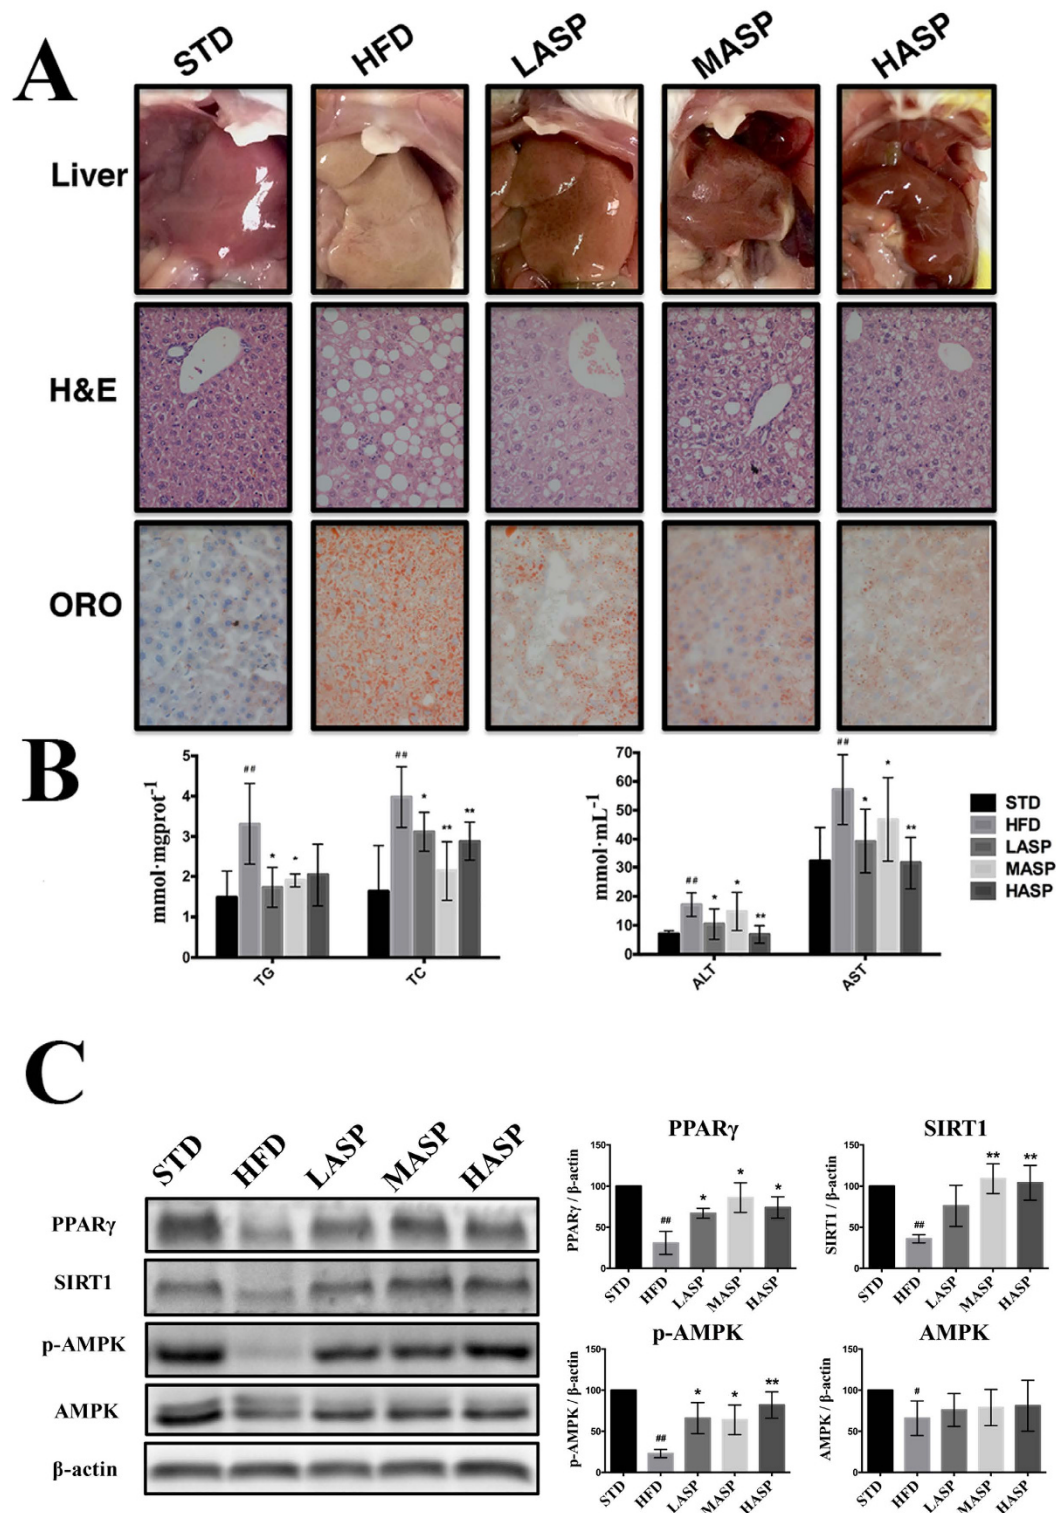 A
STD HFD LASP MASP HASP
Liver
H&E
ORO
B
mmol·mgprot⁻¹
5
4
3
2
1
0
##
*
*
##
*
**
**
TG TC
mmol·mL⁻¹
70
60
50
40
30
20
10
0
##
*
*
**
##
*
*
**
ALT AST
STD
HFD
LASP
MASP
HASP
C
STD HFD LASP MASP HASP
PPARγ
SIRT1
p-AMPK
AMPK
β-actin
PPARγ
PPARγ / β-actin
150
100
50
0
##
*
*
*
STD HFD LASP MASP HASP
SIRT1
SIRT1 / β-actin
150
100
50
0
##
**
**
STD HFD LASP MASP HASP
p-AMPK
p-AMPK / β-actin
150
100
50
0
##
*
*
**
STD HFD LASP MASP HASP
AMPK
AMPK / β-actin
150
100
50
0
#
STD HFD LASP MASP HASP